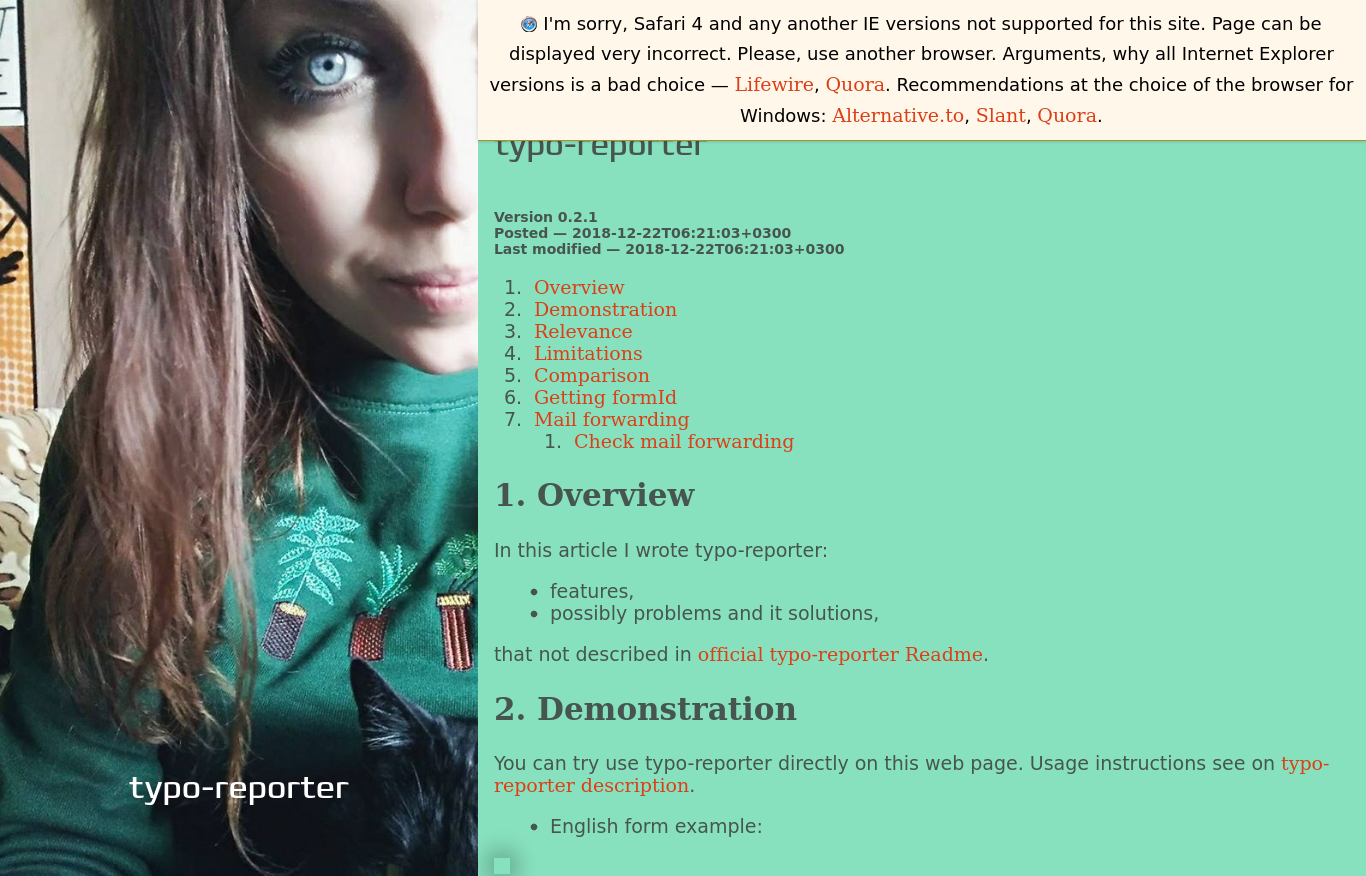 I'm sorry, Safari 4 and any another IE versions not supported for this site. Page can be
displayed very incorrect. Please, use another browser. Arguments, why all Internet Explorer
versions is a bad choice — Lifewire, Quora. Recommendations at the choice of the browser for
Windows: Alternative.to, Slant, Quora.
typo-reporter
Version 0.2.1
Posted — 2018-12-22T06:21:03+0300
Last modified — 2018-12-22T06:21:03+0300
1. Overview
2. Demonstration
3. Relevance
4. Limitations
5. Comparison
6. Getting formId
7. Mail forwarding
1. Check mail forwarding
1. Overview
In this article I wrote typo-reporter:
• features,
• possibly problems and it solutions,
that not described in official typo-reporter Readme.
2. Demonstration
You can try use typo-reporter directly on this web page. Usage instructions see on typo-
reporter description.
• English form example:
typo-reporter